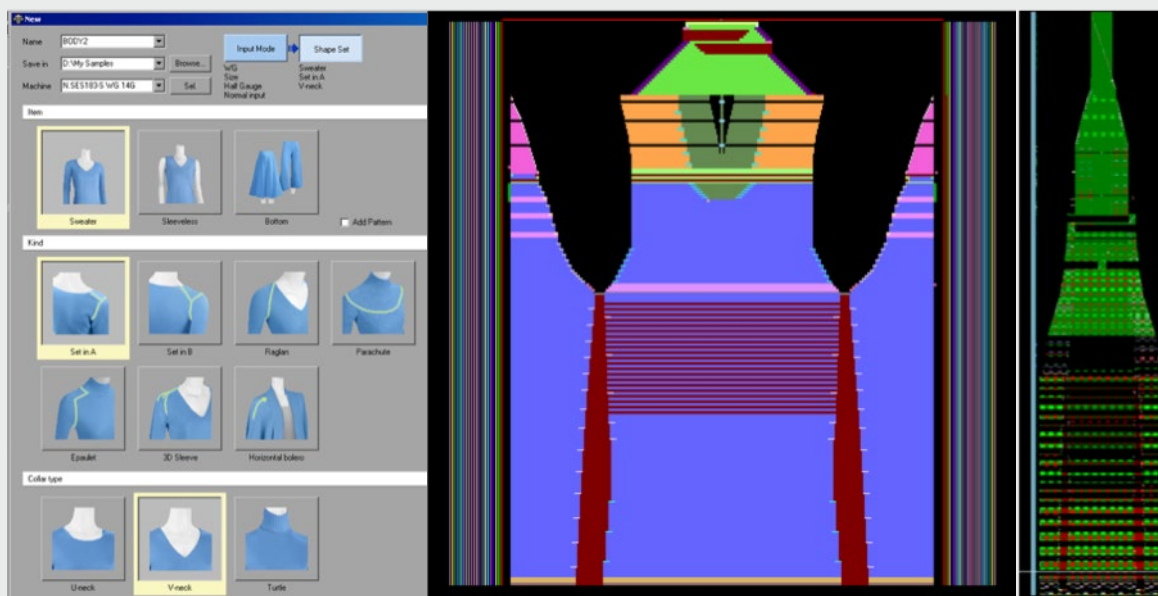 New
Name BODY2
Save in D:\My Samples Browse...
Machine N.SES183-S WG 14G Set
Input Mode Shape Set
WG Sweater
Size Set in A
Half Gauge V-neck
Normal input
Item
Sweater Sleeveless Bottom Add Pattern
Kind
Set in A Set in B Raglan Parachute
Epaulet 3D Sleeve Horizontal bolero
Collar type
U-neck V-neck Turtle